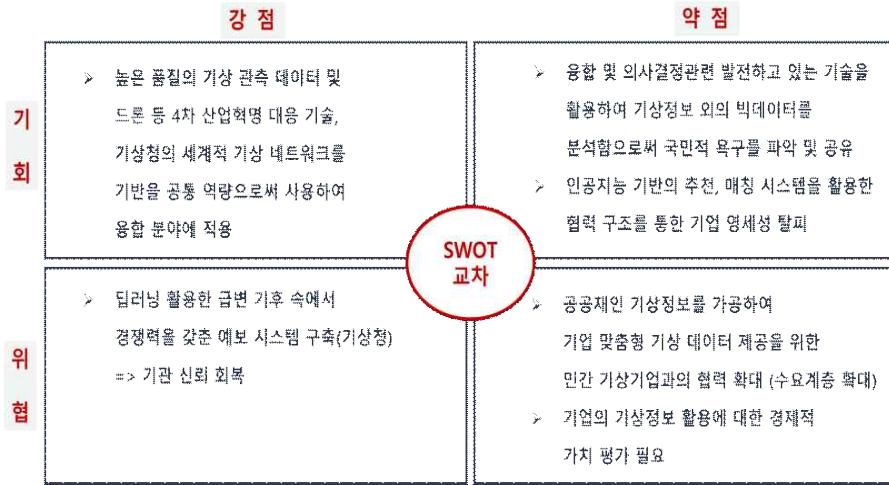 강 점
약 점
기
회
➢ 높은 품질의 기상 관측 데이터 및
드론 등 4차 산업혁명 대응 기술,
기상청의 세계적 기상 네트워크를
기반을 공통 역량으로써 사용하여
융합 분야에 적용
➢ 융합 및 의사결정관련 발전하고 있는 기술을
활용하여 기상정보 외의 빅데이터를
분석함으로써 국민적 욕구를 파악 및 공유
➢ 인공지능 기반의 추천, 매칭 시스템을 활용한
협력 구조를 통한 기업 영세성 탈피
SWOT
교차
위
협
➢ 딥러닝 활용한 급변 기후 속에서
경쟁력을 갖춘 예보 시스템 구축(기상청)
=> 기관 신뢰 회복
➢ 공공재인 기상정보를 가공하여
기업 맞춤형 기상 데이터 제공을 위한
민간 기상기업과의 협력 확대 (수요계층 확대)
➢ 기업의 기상정보 활용에 대한 경제적
가치 평가 필요